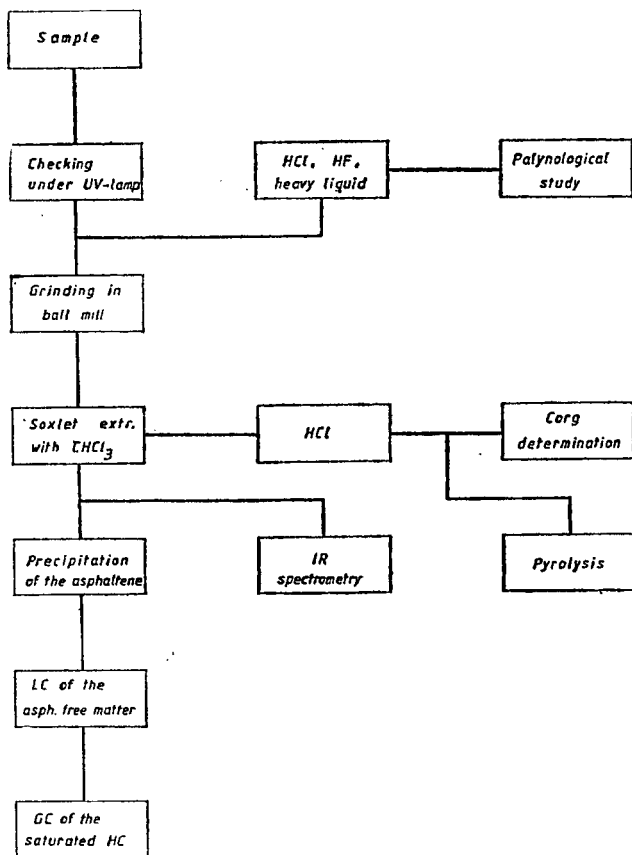 Sample
Checking
under UV-lamp
HCl, HF,
heavy liquid
Palynological
study
Grinding in
ball mill
Soxlet extr.
with CHCl3
HCl
Corg
determination
Precipitation
of the asphaltene
IR
spectrometry
Pyrolysis
LC of the
asph. free matter
GC of the
saturated HC